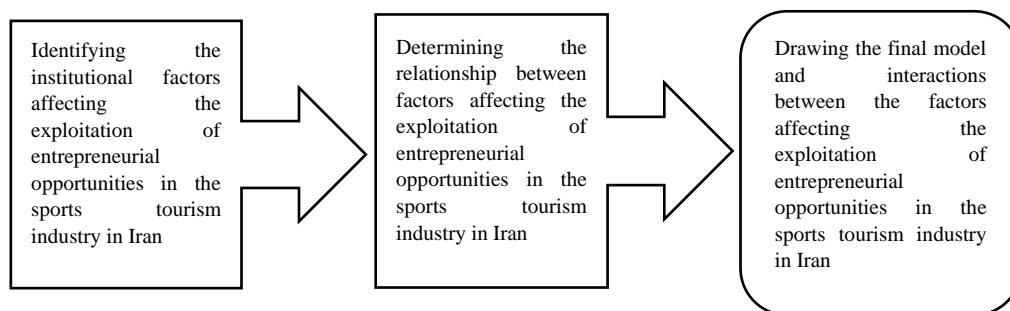 Identifying the
institutional factors
affecting the
exploitation of
entrepreneurial
opportunities in the
sports tourism
industry in Iran
Determining the
relationship between
factors affecting the
exploitation of
entrepreneurial
opportunities in the
sports tourism
industry in Iran
Drawing the final model
and interactions
between the factors
affecting the
exploitation of
entrepreneurial
opportunities in the
sports tourism industry
in Iran